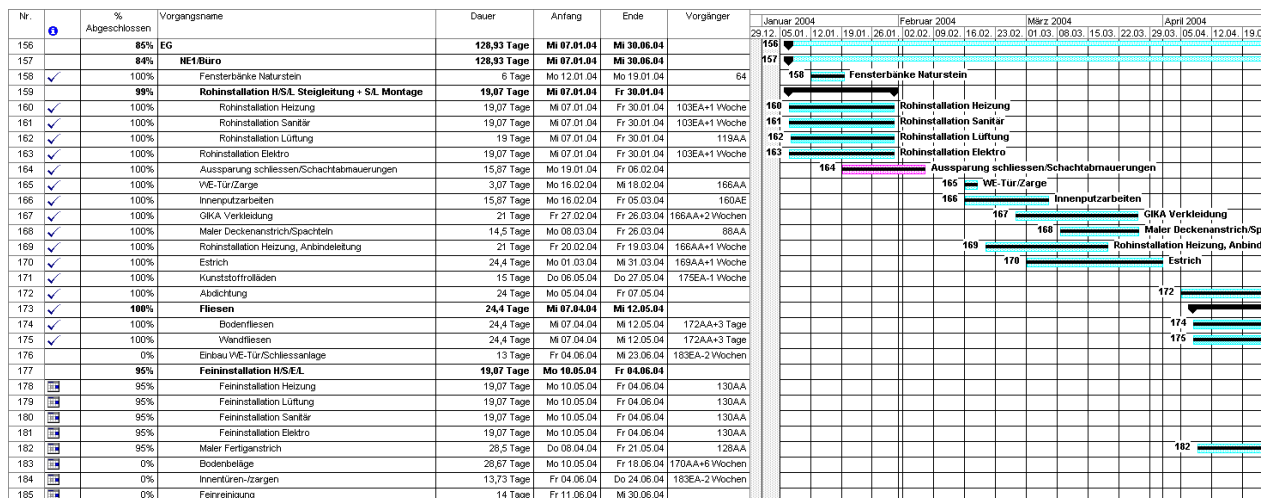 Nr. % Abgeschlossen Vorgangsname Dauer Anfang Ende Vorgänger
Januar 2004 Februar 2004 März 2004 April 2004
29.12. 05.01. 12.01. 19.01. 26.01. 02.02. 09.02. 16.02. 23.02. 01.03. 08.03. 15.03. 22.03. 29.03. 05.04. 12.04. 19.0
156 85% EG 128,93 Tage Mi 07.01.04 Mi 30.06.04 156
157 84% NE1/Büro 128,93 Tage Mi 07.01.04 Mi 30.06.04 157
158 100% Fensterbänke Naturstein 6 Tage Mo 12.01.04 Mo 19.01.04 64 158 Fensterbänke Naturstein
159 99% Rohinstallation H/S/L Steigleitung + S/L Montage 19,07 Tage Mi 07.01.04 Fr 30.01.04
160 100% Rohinstallation Heizung 19,07 Tage Mi 07.01.04 Fr 30.01.04 103EA+1 Woche 160 Rohinstallation Heizung
161 100% Rohinstallation Sanitär 19,07 Tage Mi 07.01.04 Fr 30.01.04 103EA+1 Woche 161 Rohinstallation Sanitär
162 100% Rohinstallation Lüftung 19 Tage Mi 07.01.04 Fr 30.01.04 119AA 162 Rohinstallation Lüftung
163 100% Rohinstallation Elektro 19,07 Tage Mi 07.01.04 Fr 30.01.04 103EA+1 Woche 163 Rohinstallation Elektro
164 100% Aussparung schliessen/Schachtabmauerungen 15,87 Tage Mo 19.01.04 Fr 06.02.04 164 Aussparung schliessen/Schachtabmauerungen
165 100% WE-Tür/Zarge 3,07 Tage Mo 16.02.04 Mi 18.02.04 166AA 165 WE-Tür/Zarge
166 100% Innenputzarbeiten 15,87 Tage Mo 16.02.04 Fr 05.03.04 160AE 166 Innenputzarbeiten
167 100% GIKA Verkleidung 21 Tage Fr 27.02.04 Fr 26.03.04 166AA+2 Wochen 167 GIKA Verkleidung
168 100% Maler Deckenanstrich/Spachteln 14,5 Tage Mo 08.03.04 Fr 26.03.04 88AA 168 Maler Deckenanstrich/Sp
169 100% Rohinstallation Heizung, Anbindeleitung 21 Tage Fr 20.02.04 Fr 19.03.04 166AA+1 Woche 169 Rohinstallation Heizung, Anbind
170 100% Estrich 24,4 Tage Mo 01.03.04 Mi 31.03.04 169AA+1 Woche 170 Estrich
171 100% Kunststoffrolläden 15 Tage Do 06.05.04 Do 27.05.04 175EA-1 Woche
172 100% Abdichtung 24 Tage Mo 05.04.04 Fr 07.05.04 172
173 100% Fliesen 24,4 Tage Mi 07.04.04 Mi 12.05.04
174 100% Bodenfliesen 24,4 Tage Mi 07.04.04 Mi 12.05.04 172AA+3 Tage 174
175 100% Wandfliesen 24,4 Tage Mi 07.04.04 Mi 12.05.04 172AA+3 Tage 175
176 0% Einbau WE-Tür/Schliessanlage 13 Tage Fr 04.06.04 Mi 23.06.04 183EA-2 Wochen
177 95% Feininstallation H/S/E/L 19,07 Tage Mo 10.05.04 Fr 04.06.04
178 95% Feininstallation Heizung 19,07 Tage Mo 10.05.04 Fr 04.06.04 130AA
179 95% Feininstallation Lüftung 19,07 Tage Mo 10.05.04 Fr 04.06.04 130AA
180 95% Feininstallation Sanitär 19,07 Tage Mo 10.05.04 Fr 04.06.04 130AA
181 95% Feininstallation Elektro 19,07 Tage Mo 10.05.04 Fr 04.06.04 130AA
182 95% Maler Fertiganstrich 28,5 Tage Do 08.04.04 Fr 21.05.04 128AA 182
183 0% Bodenbeläge 28,67 Tage Mo 10.05.04 Fr 18.06.04 170AA+6 Wochen
184 0% Innentüren-/zargen 13,73 Tage Fr 04.06.04 Do 24.06.04 183EA-2 Wochen
185 0% Feinreinigung 14 Tage Fr 11.06.04 Mi 30.06.04